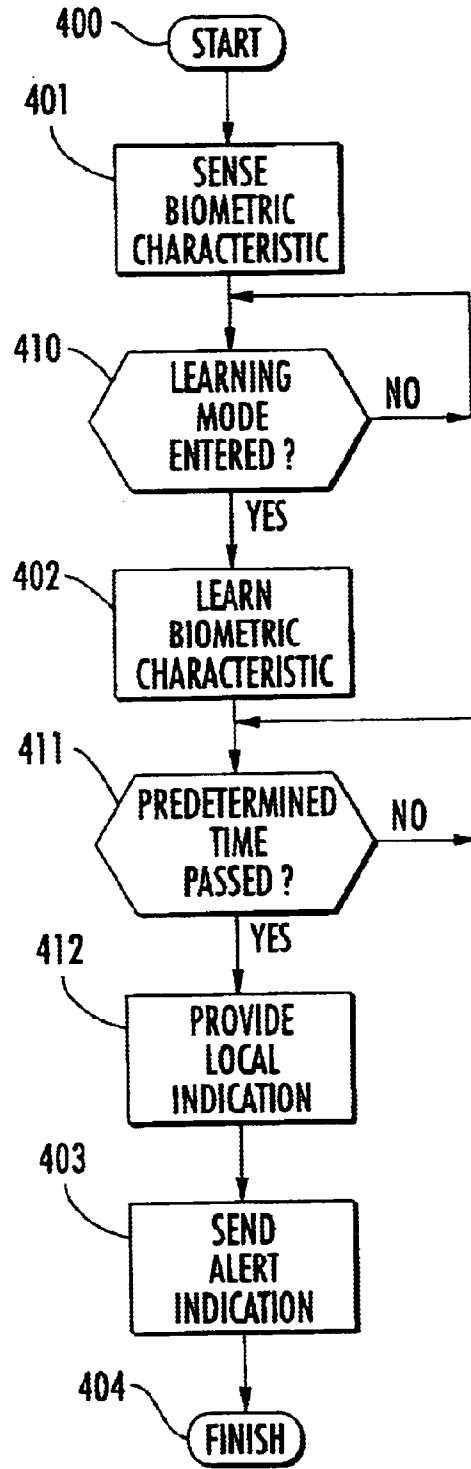 400
START
401
SENSE
BIOMETRIC
CHARACTERISTIC
410
LEARNING
MODE
ENTERED ?
NO
YES
402
LEARN
BIOMETRIC
CHARACTERISTIC
411
PREDETERMINED
TIME
PASSED ?
NO
YES
412
PROVIDE
LOCAL
INDICATION
403
SEND
ALERT
INDICATION
404
FINISH